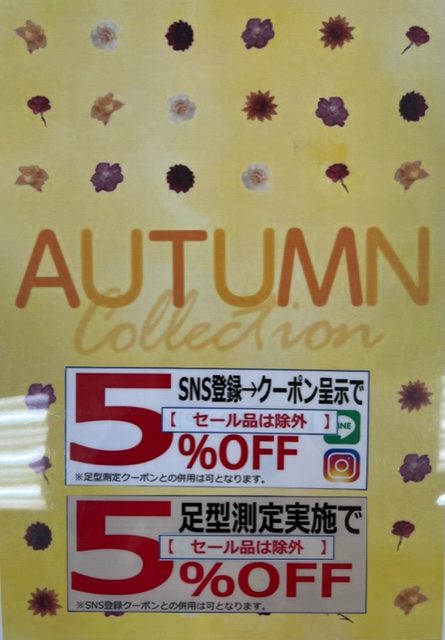 AUTUMN
Collection
SNS登録→クーポン呈示で
5%OFF
【 セール品は除外 】
LINE
※足型測定クーポンとの併用は可となります。
足型測定実施で
5%OFF
【 セール品は除外 】
※SNS登録クーポンとの併用は可となります。